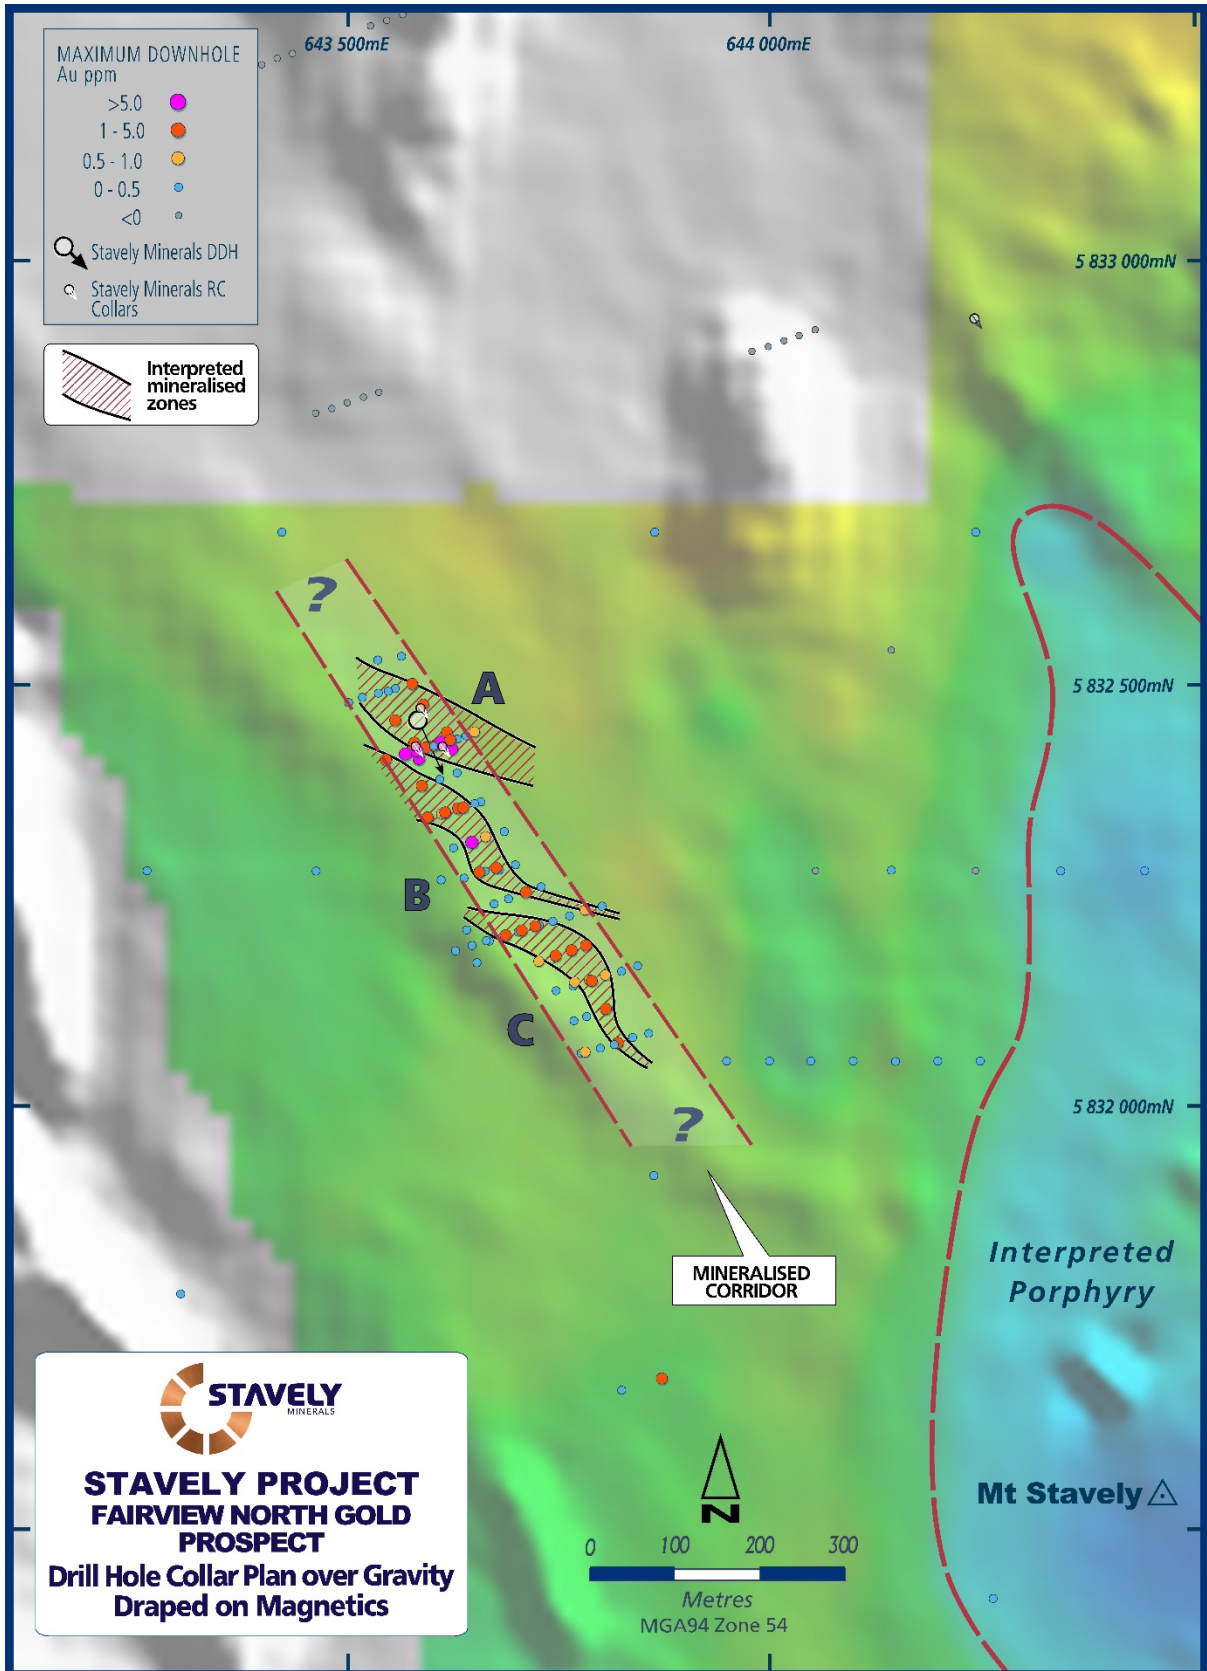 643 500mE
644 000mE
MAXIMUM DOWNHOLE
Au ppm
>5.0
1 - 5.0
0.5 - 1.0
0 - 0.5
<0
Stavely Minerals DDH
Stavely Minerals RC
Collars
Interpreted
mineralised
zones
5 833 000mN
?
A
5 832 500mN
B
C
?
5 832 000mN
MINERALISED
CORRIDOR
Interpreted
Porphyry
Mt Stavely
N
0 100 200 300
Metres
MGA94 Zone 54
STAVELY
MINERALS
STAVELY PROJECT
FAIRVIEW NORTH GOLD
PROSPECT
Drill Hole Collar Plan over Gravity
Draped on Magnetics